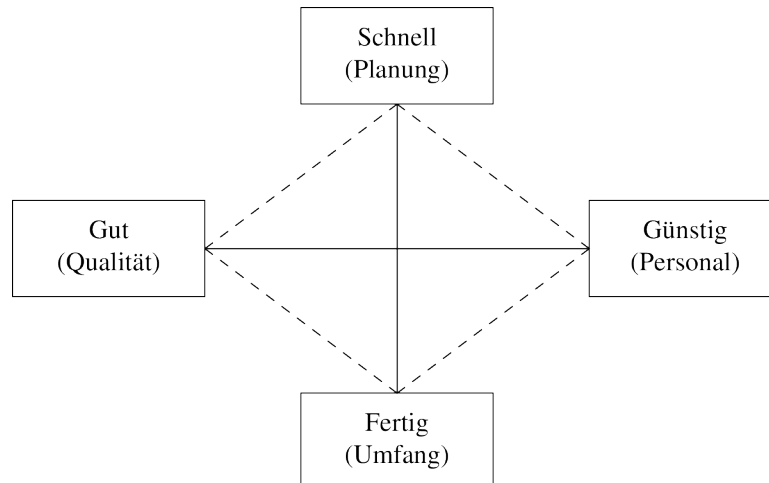 Schnell
(Planung)
Gut
(Qualität)
Günstig
(Personal)
Fertig
(Umfang)